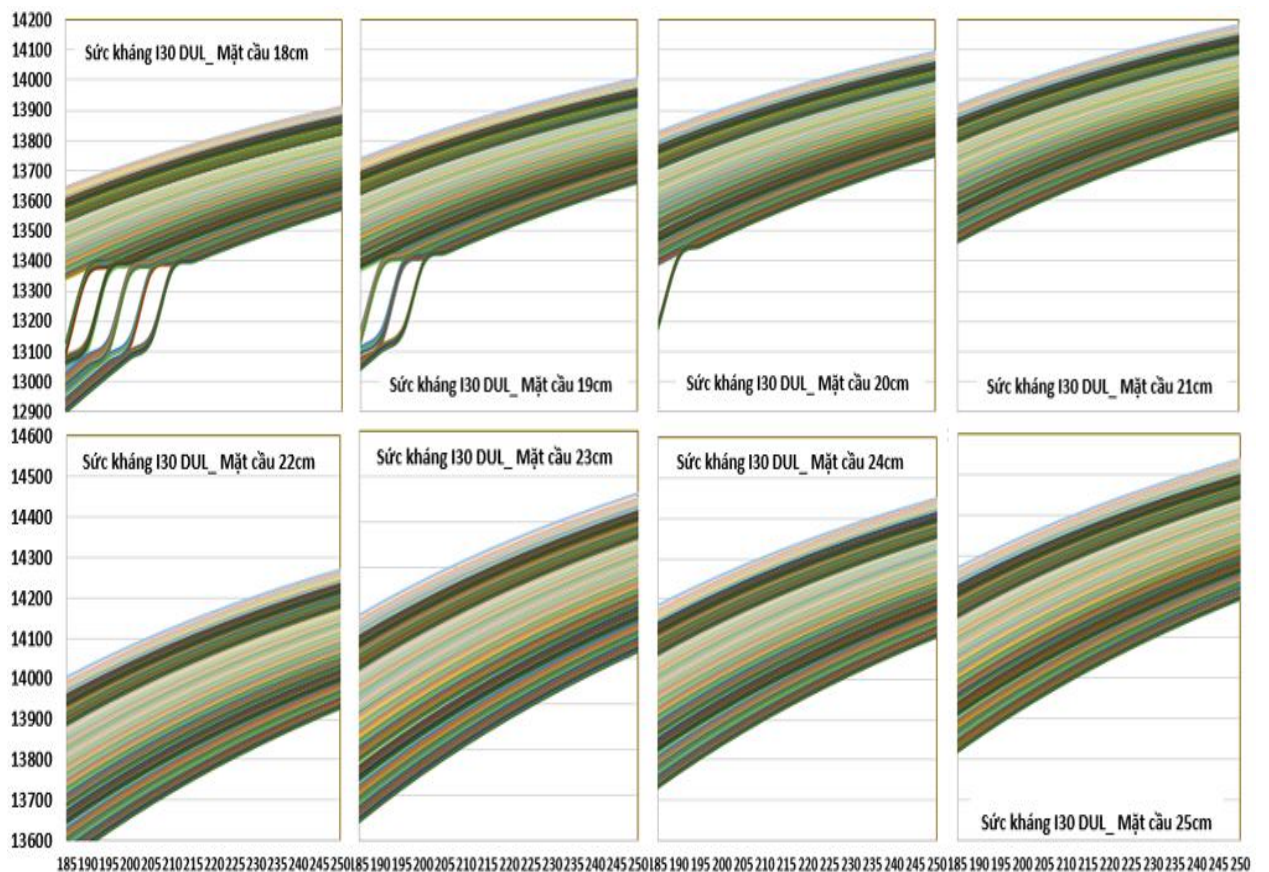 14200
14100
14000
13900
13800
13700
13600
13500
13400
13300
13200
13100
13000
12900
Sức kháng I30 DUL_ Mặt cầu 18cm
Sức kháng I30 DUL_ Mặt cầu 19cm
Sức kháng I30 DUL_ Mặt cầu 20cm
Sức kháng I30 DUL_ Mặt cầu 21cm
14600
14500
14400
14300
14200
14100
14000
13900
13800
13700
13600
Sức kháng I30 DUL_ Mặt cầu 22cm
Sức kháng I30 DUL_ Mặt cầu 23cm
Sức kháng I30 DUL_ Mặt cầu 24cm
Sức kháng I30 DUL_ Mặt cầu 25cm
185 190 195 200 205 210 215 220 225 230 235 240 245 250 185 190 195 200 205 210 215 220 225 230 235 240 245 250 185 190 195 200 205 210 215 220 225 230 235 240 245 250 185 190 195 200 205 210 215 220 225 230 235 240 245 250